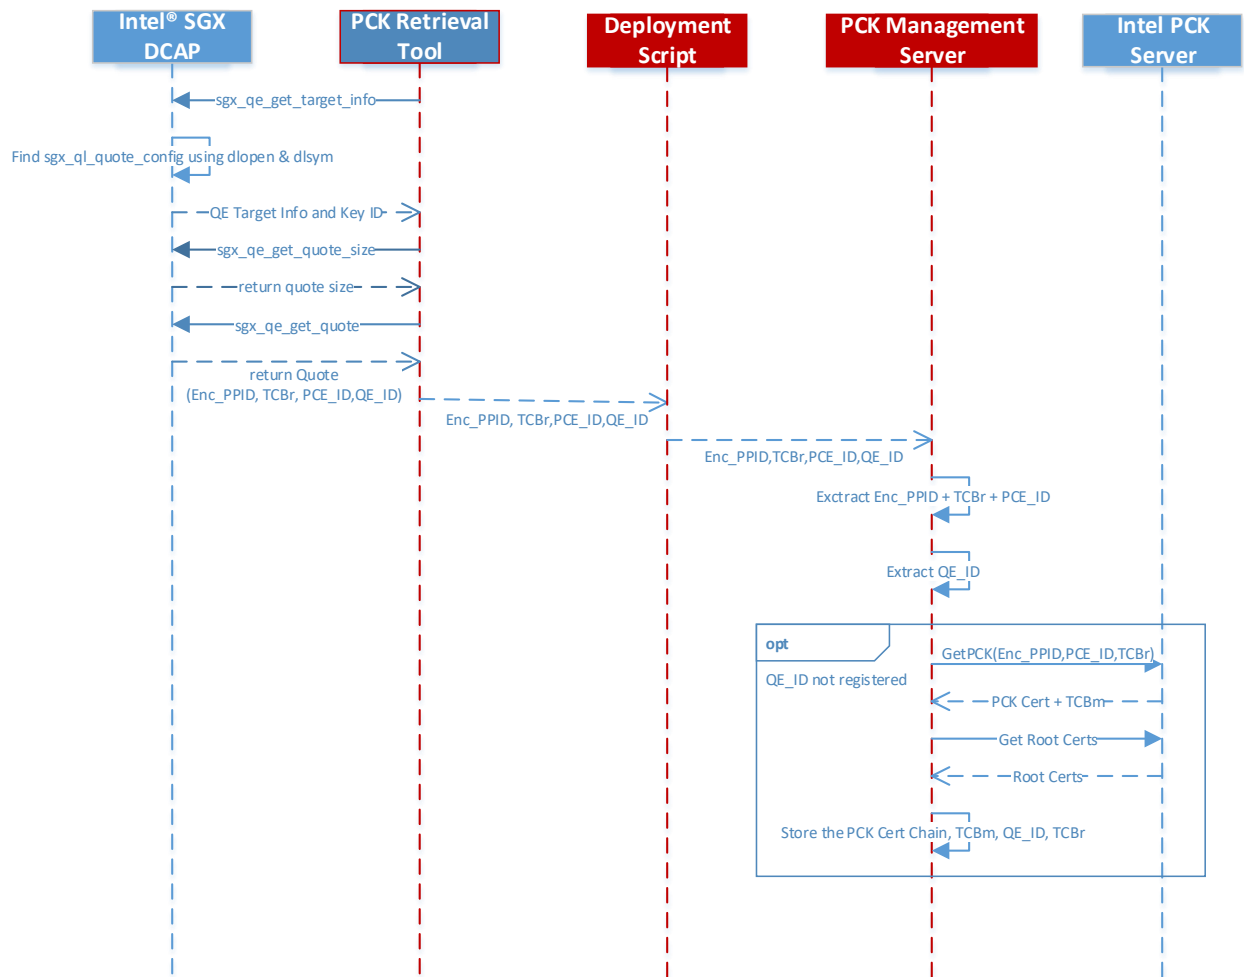 Intel® SGX
DCAP
PCK Retrieval
Tool
Deployment
Script
PCK Management
Server
Intel PCK
Server
sgx_qe_get_target_info
Find sgx_ql_quote_config using dlopen & dlsym
QE Target Info and Key ID
sgx_qe_get_quote_size
return quote size
sgx_qe_get_quote
return Quote
(Enc_PPID, TCBr, PCE_ID,QE_ID)
Enc_PPID, TCBr,PCE_ID,QE_ID
Enc_PPID,TCBr,PCE_ID,QE_ID
Exctract Enc_PPID + TCBr + PCE_ID
Extract QE_ID
opt
GetPCK(Enc_PPID,PCE_ID,TCBr)
QE_ID not registered
PCK Cert + TCBm
Get Root Certs
Root Certs
Store the PCK Cert Chain, TCBm, QE_ID, TCBr